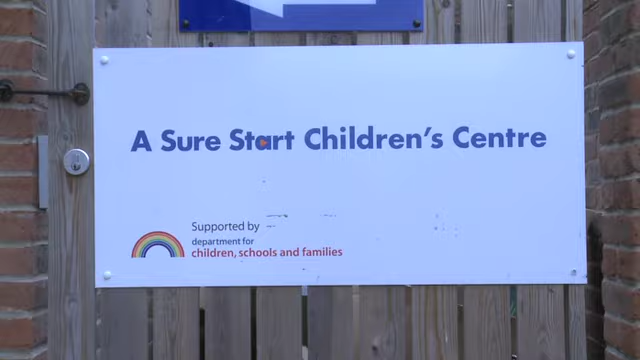 A Sure Start Children's Centre
Supported by
department for
children, schools and families